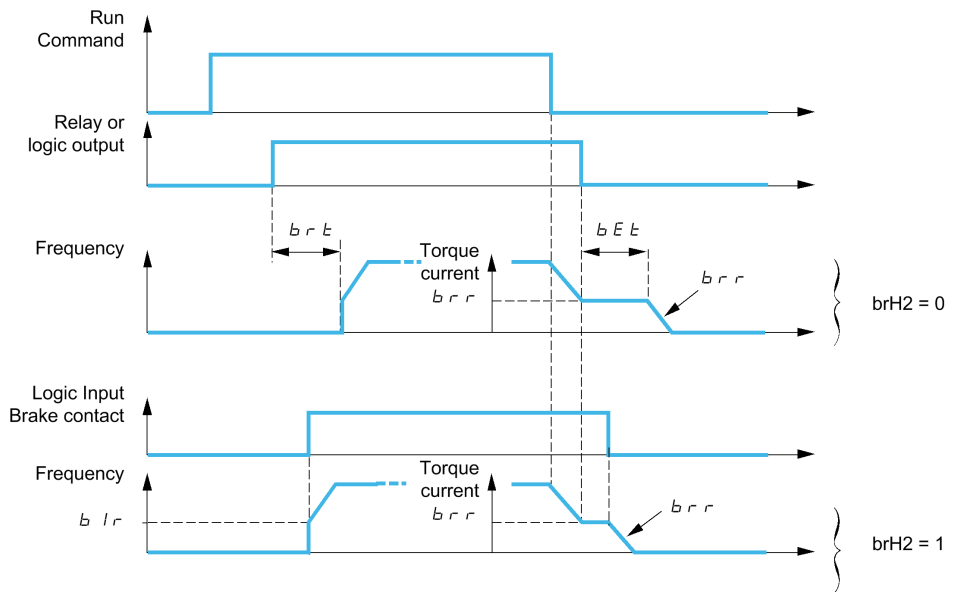 Run
Command
Relay or
logic output
brt
bEt
Frequency
Torque
current
brr
brr
brH2 = 0
Logic Input
Brake contact
Frequency
Torque
current
bIr
brr
brr
brH2 = 1